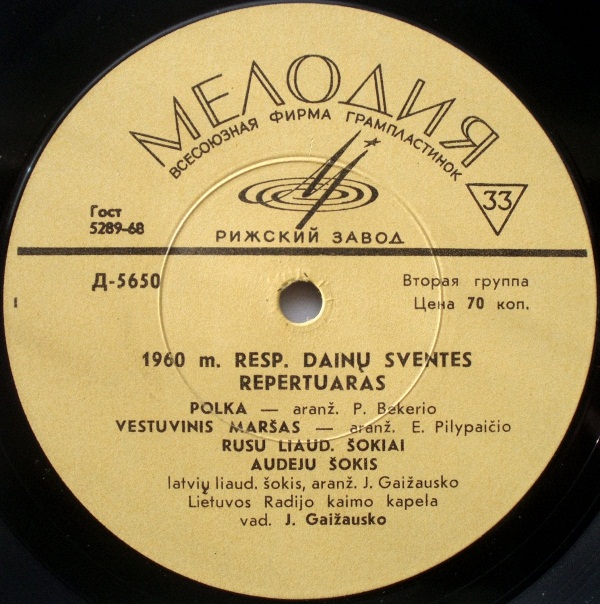 МЕЛОДИЯ
ВСЕСОЮЗНАЯ ФИРМА ГРАМПЛАСТИНОК
33
Гост
5289-68
РИЖСКИЙ ЗАВОД
Д-5650
Вторая группа
Цена 70 коп.
1960 m. RESP. DAINŲ SVENTES
REPERTUARAS
POLKA — aranž. P. Bekerio
VESTUVINIS MARŠAS — aranž. E. Pilypaičio
RUSU LIAUD. ŠOKIAI
AUDEJU ŠOKIS
latvių liaud. šokis, aranž. J. Gaižausko
Lietuvos Radijo kaimo kapela
vad. J. Gaižausko